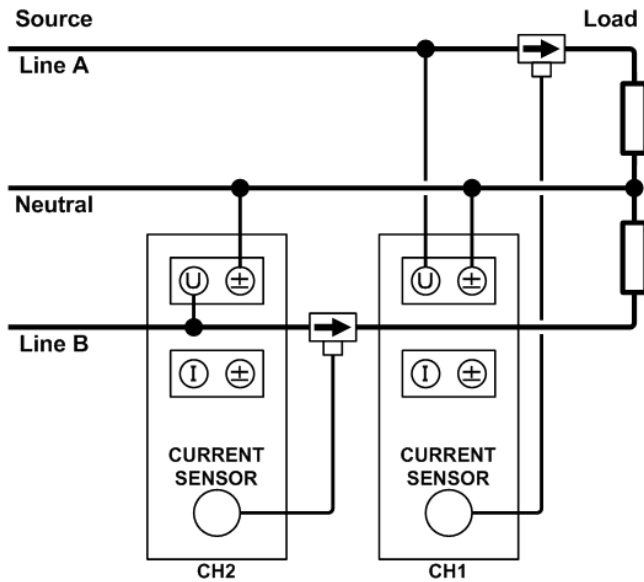 Source Load
Line A
Neutral
U ± U ±
Line B
I ± I ±
CURRENT SENSOR CURRENT SENSOR
CH2 CH1